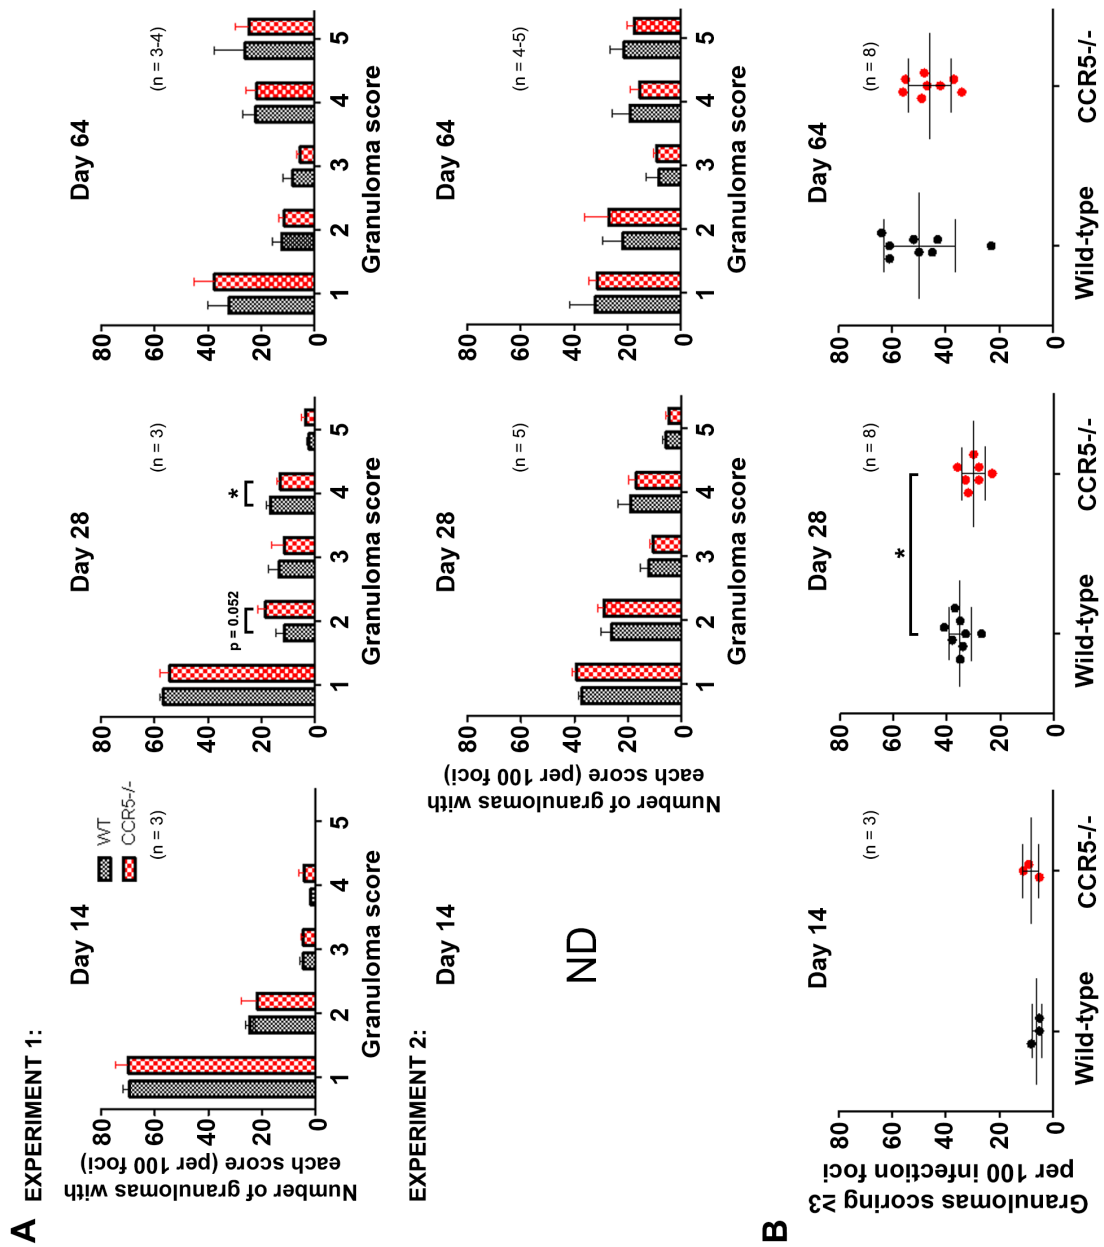 A
EXPERIMENT 1:
Day 14
Number of granulomas with
each score (per 100 foci)
80
60
40
20
0
1 2 3 4 5
Granuloma score
WT
CCR5-/-
(n = 3)
Day 28
80
60
40
20
0
1 2 3 4 5
Granuloma score
p = 0.052
*
(n = 3)
Day 64
80
60
40
20
0
1 2 3 4 5
Granuloma score
(n = 3-4)
EXPERIMENT 2:
Day 14
ND
Day 28
Number of granulomas with
each score (per 100 foci)
80
60
40
20
0
1 2 3 4 5
Granuloma score
(n = 5)
Day 64
80
60
40
20
0
1 2 3 4 5
Granuloma score
(n = 4-5)
B
Day 14
Granulomas scoring ≥3
per 100 infection foci
80
60
40
20
0
Wild-type CCR5-/-
(n = 3)
Day 28
80
60
40
20
0
Wild-type CCR5-/-
*
(n = 8)
Day 64
80
60
40
20
0
Wild-type CCR5-/-
(n = 8)